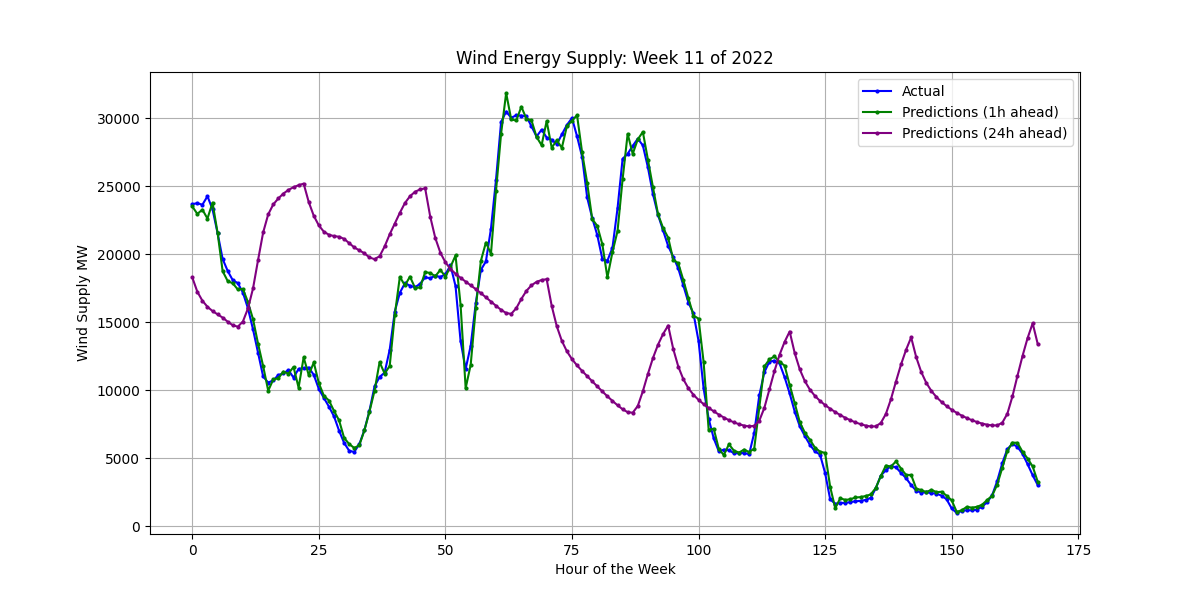 Wind Energy Supply: Week 11 of 2022
Actual
Predictions (1h ahead)
Predictions (24h ahead)
Wind Supply MW
30000
25000
20000
15000
10000
5000
0
0 25 50 75 100 125 150 175
Hour of the Week